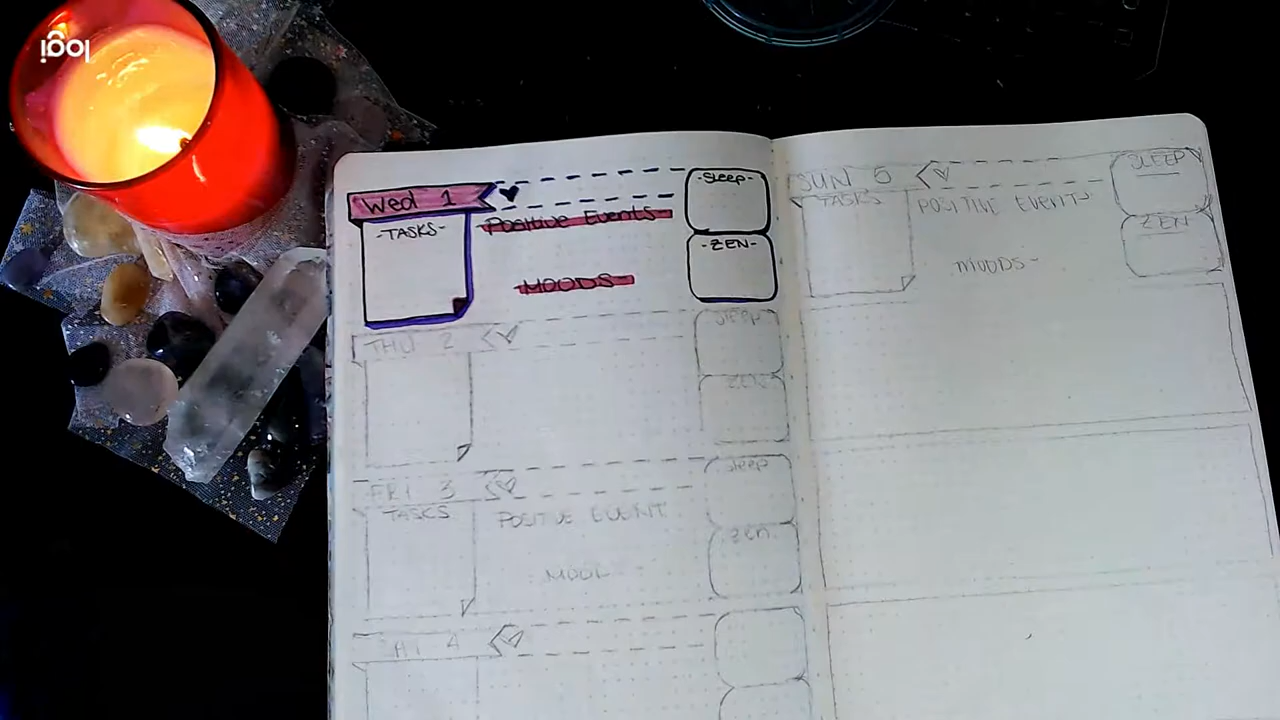 logi
Wed 1
-Sleep-
-TASKS-
Positive Events
-ZEN-
MOODS
THU 2
Sleep
ZEN
FRI 3
Sleep
TASKS
POSITIVE EVENT
zen
MOOD
4
SUN 5
SLEEP
TASKS
POSITIVE EVENTS
ZEN
MOODS-